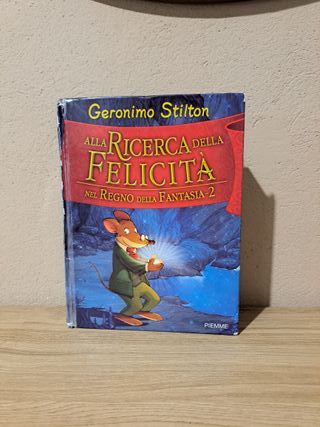 Geronimo Stilton
ALLA RICERCA DELLA
FELICITÀ
NEL REGNO DELLA FANTASIA-2
PIEMME